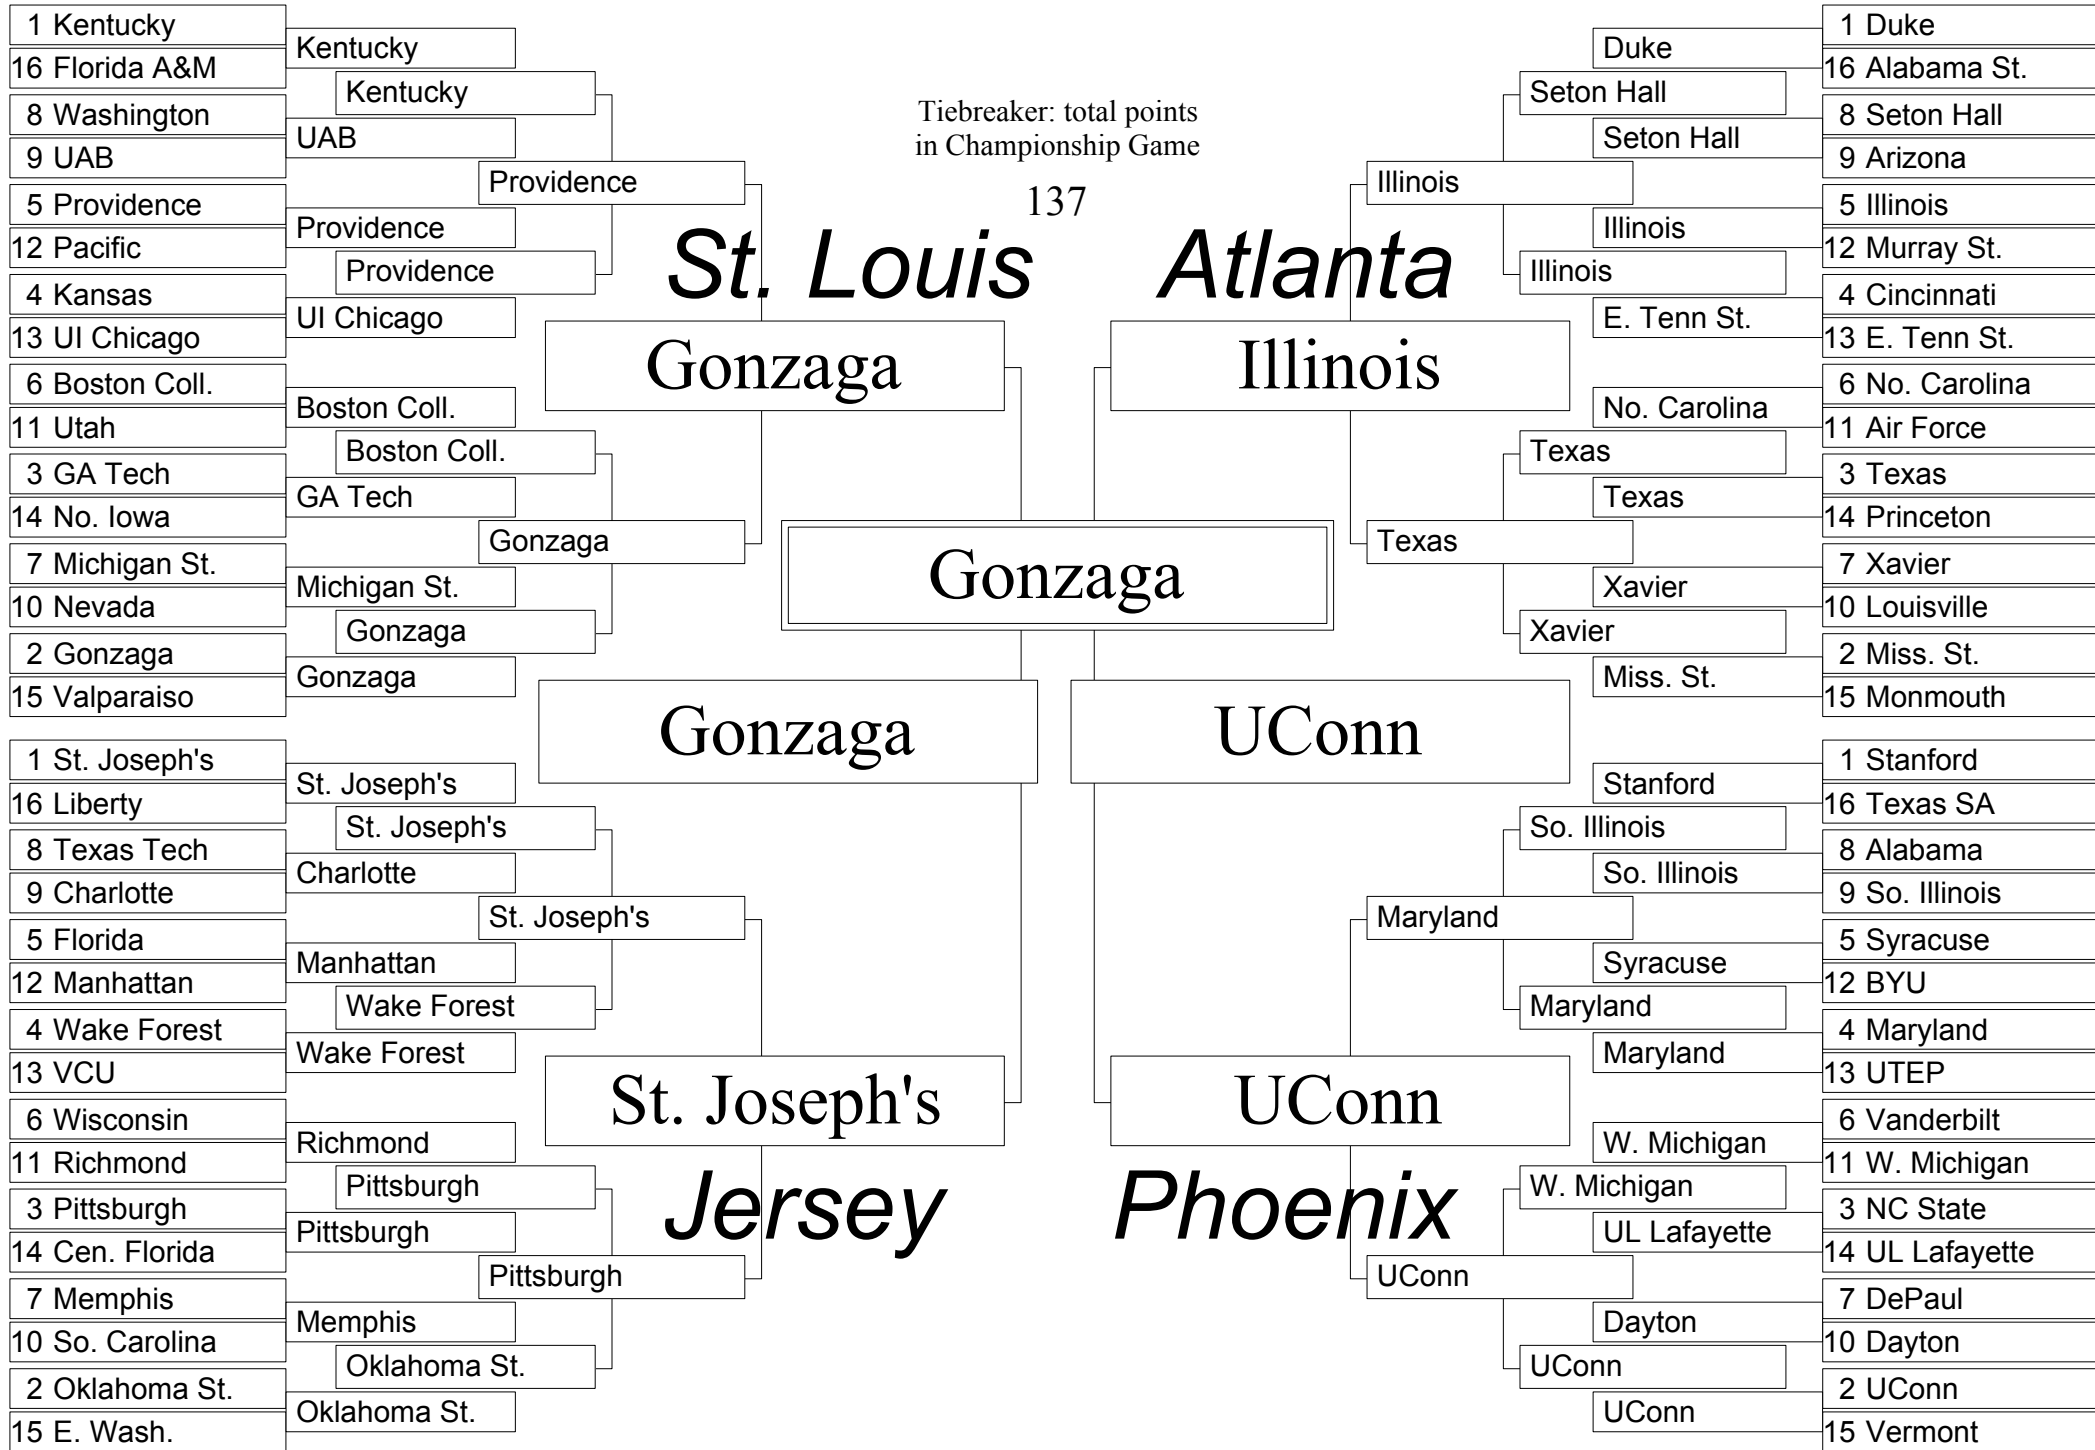 1 Kentucky
16 Florida A&M
8 Washington
9 UAB
5 Providence
12 Pacific
4 Kansas
13 UI Chicago
6 Boston Coll.
11 Utah
3 GA Tech
14 No. Iowa
7 Michigan St.
10 Nevada
2 Gonzaga
15 Valparaiso
1 St. Joseph's
16 Liberty
8 Texas Tech
9 Charlotte
5 Florida
12 Manhattan
4 Wake Forest
13 VCU
6 Wisconsin
11 Richmond
3 Pittsburgh
14 Cen. Florida
7 Memphis
10 So. Carolina
2 Oklahoma St.
15 E. Wash.
Kentucky
UAB
Providence
UI Chicago
Boston Coll.
GA Tech
Michigan St.
Gonzaga
St. Joseph's
Charlotte
Manhattan
Wake Forest
Richmond
Pittsburgh
Memphis
Oklahoma St.
Kentucky
Providence
Boston Coll.
Gonzaga
St. Joseph's
Wake Forest
Pittsburgh
Oklahoma St.
Providence
Gonzaga
St. Joseph's
Pittsburgh
St. Louis
Gonzaga
Gonzaga
St. Joseph's
Jersey
Tiebreaker: total points
in Championship Game
137
Gonzaga
Atlanta
Illinois
UConn
UConn
Phoenix
Illinois
Texas
Maryland
UConn
Seton Hall
Illinois
Texas
Xavier
So. Illinois
Maryland
W. Michigan
UConn
Duke
Seton Hall
Illinois
E. Tenn St.
No. Carolina
Texas
Xavier
Miss. St.
Stanford
So. Illinois
Syracuse
Maryland
W. Michigan
UL Lafayette
Dayton
UConn
1 Duke
16 Alabama St.
8 Seton Hall
9 Arizona
5 Illinois
12 Murray St.
4 Cincinnati
13 E. Tenn St.
6 No. Carolina
11 Air Force
3 Texas
14 Princeton
7 Xavier
10 Louisville
2 Miss. St.
15 Monmouth
1 Stanford
16 Texas SA
8 Alabama
9 So. Illinois
5 Syracuse
12 BYU
4 Maryland
13 UTEP
6 Vanderbilt
11 W. Michigan
3 NC State
14 UL Lafayette
7 DePaul
10 Dayton
2 UConn
15 Vermont